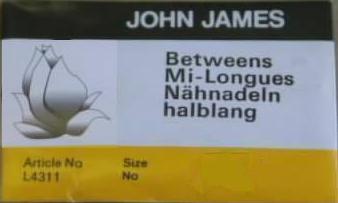 JOHN JAMES
Betweens
Mi-Longues
Nähnadeln
halblang
Article No Size
L4311 No